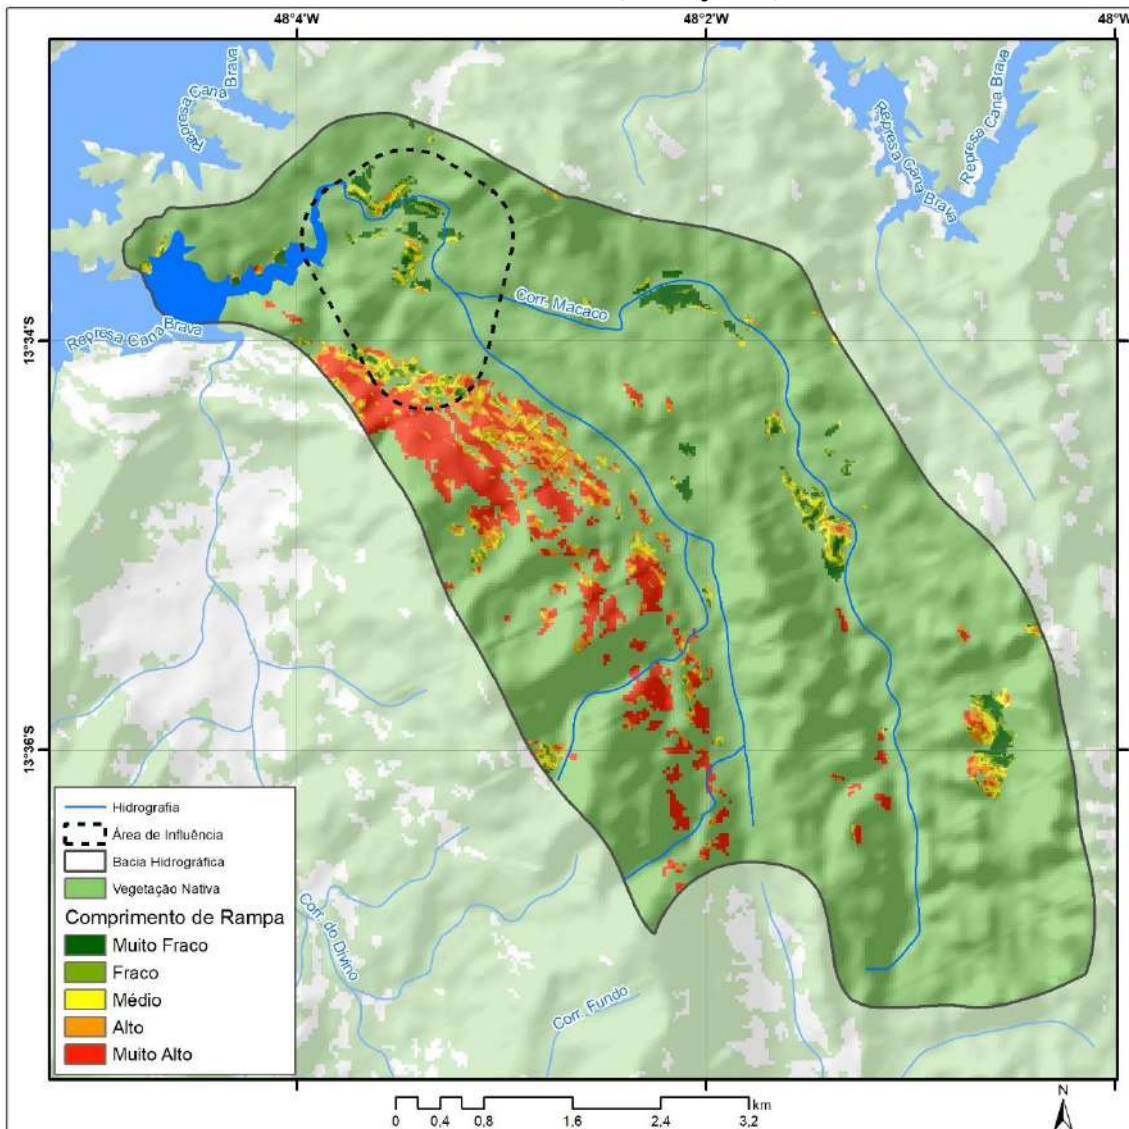 48°4'W
48°2'W
48°W
Represa Cana Brava
Represa Cana Brava
Represa Cana Brava
Corr. Macaco
Represa Cana Brava
13°34'S
13°36'S
Hidrografia
Área de Influência
Bacia Hidrográfica
Vegetação Nativa
Comprimento de Rampa
Muito Fraco
Fraco
Médio
Alto
Muito Alto
Corr. do Divino
Corr. Fundo
N
km
0 0,4 0,8 1,6 2,4 3,2